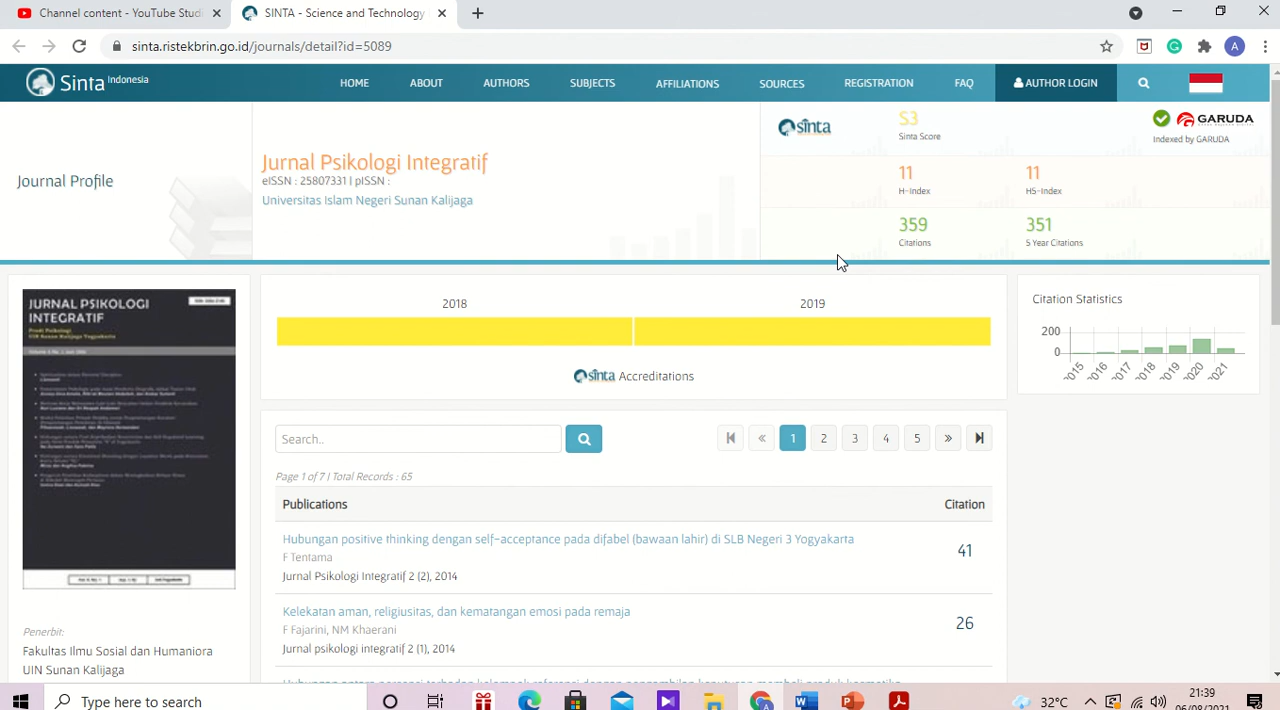 Channel content - YouTube Studi
SINTA - Science and Technology
sinta.ristekbrin.go.id/journals/detail?id=5089
A
Sinta Indonesia
HOME
ABOUT
AUTHORS
SUBJECTS
AFFILIATIONS
SOURCES
REGISTRATION
FAQ
AUTHOR LOGIN
Journal Profile
Jurnal Psikologi Integratif
eISSN : 25807331 | pISSN :
Universitas Islam Negeri Sunan Kalijaga
sinta
S3
Sinta Score
GARUDA
Indexed by GARUDA
11
H-Index
11
H5-Index
359
Citations
351
5 Year Citations
JURNAL PSIKOLOGI
INTEGRATIF
Prodi Psikologi
UIN Sunan Kalijaga Yogyakarta
2018
2019
sinta Accreditations
Citation Statistics
200
0
2015
2016
2017
2018
2019
2020
2021
Search..
1
2
3
4
5
Page 1 of 7 | Total Records : 65
Publications
Citation
Hubungan positive thinking dengan self-acceptance pada difabel (bawaan lahir) di SLB Negeri 3 Yogyakarta
41
F Tentama
Jurnal Psikologi Integratif 2 (2), 2014
Kelekatan aman, religiusitas, dan kematangan emosi pada remaja
26
F Fajarini, NM Khaerani
Jurnal psikologi integratif 2 (1), 2014
Penerbit:
Fakultas Ilmu Sosial dan Humaniora
UIN Sunan Kalijaga
Type here to search
32°C
21:39